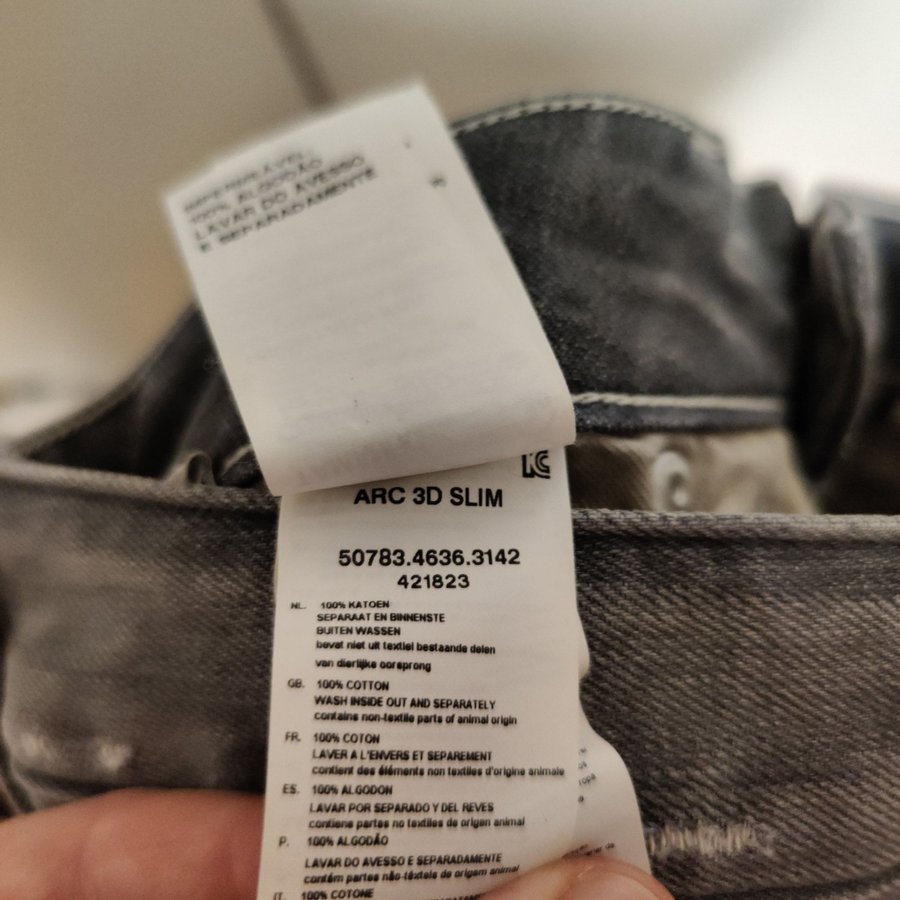 100% ALGODÃO
LAVAR DO AVESSO
E SEPARADAMENTE
ARC 3D SLIM
50783.4636.3142
421823
NL. 100% KATOEN
SEPARAAT EN BINNENSTE
BUITEN WASSEN
bevat niet uit textiel bestaande delen
van dierlijke oorsprong
GB. 100% COTTON
WASH INSIDE OUT AND SEPARATELY
contains non-textile parts of animal origin
FR. 100% COTON
LAVER A L'ENVERS ET SEPAREMENT
contient des éléments non textiles d'origine animale
ES. 100% ALGODON
LAVAR POR SEPARADO Y DEL REVES
contiene partes no textiles de origen animal
P. 100% ALGODÃO
LAVAR DO AVESSO E SEPARADAMENTE
contém partes não-têxteis de origem animal
IT. 100% COTONE